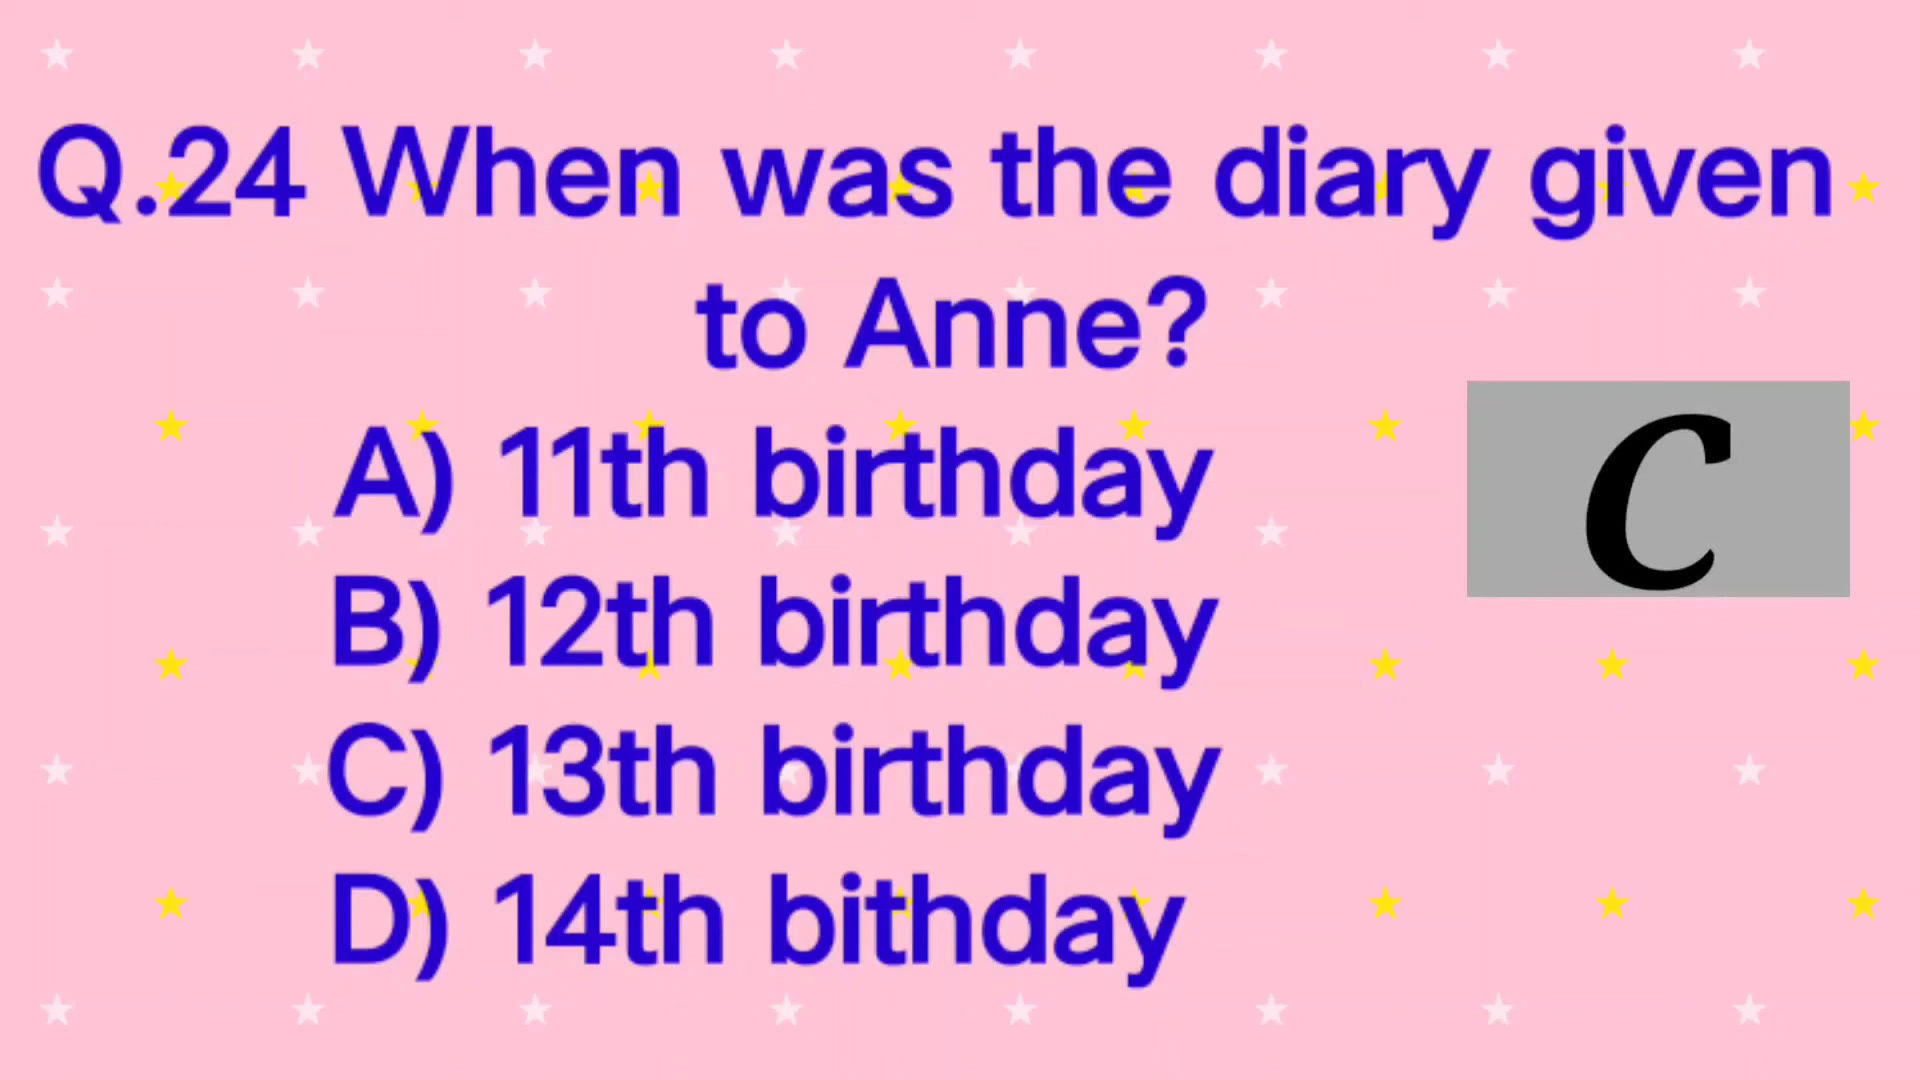 Q.24 When was the diary given
to Anne?
A) 11th birthday
B) 12th birthday
C) 13th birthday
D) 14th bithday
C